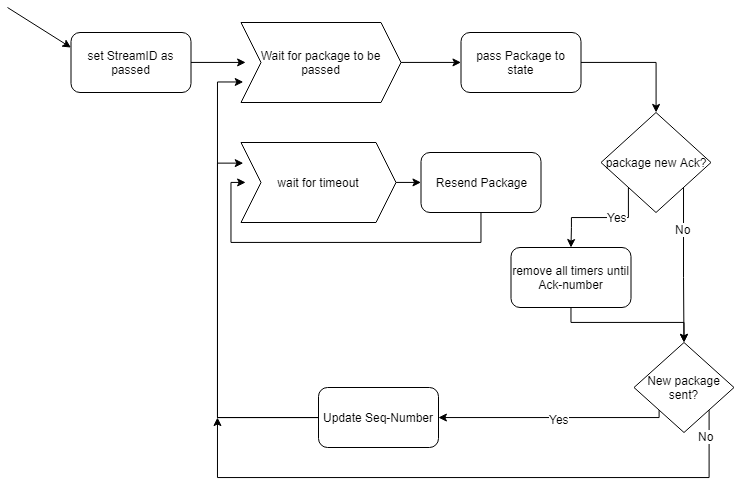 set StreamID as
passed
Wait for package to be
passed
pass Package to
state
package new Ack?
wait for timeout
Resend Package
Yes
No
remove all timers until
Ack-number
New package
sent?
Update Seq-Number
Yes
No